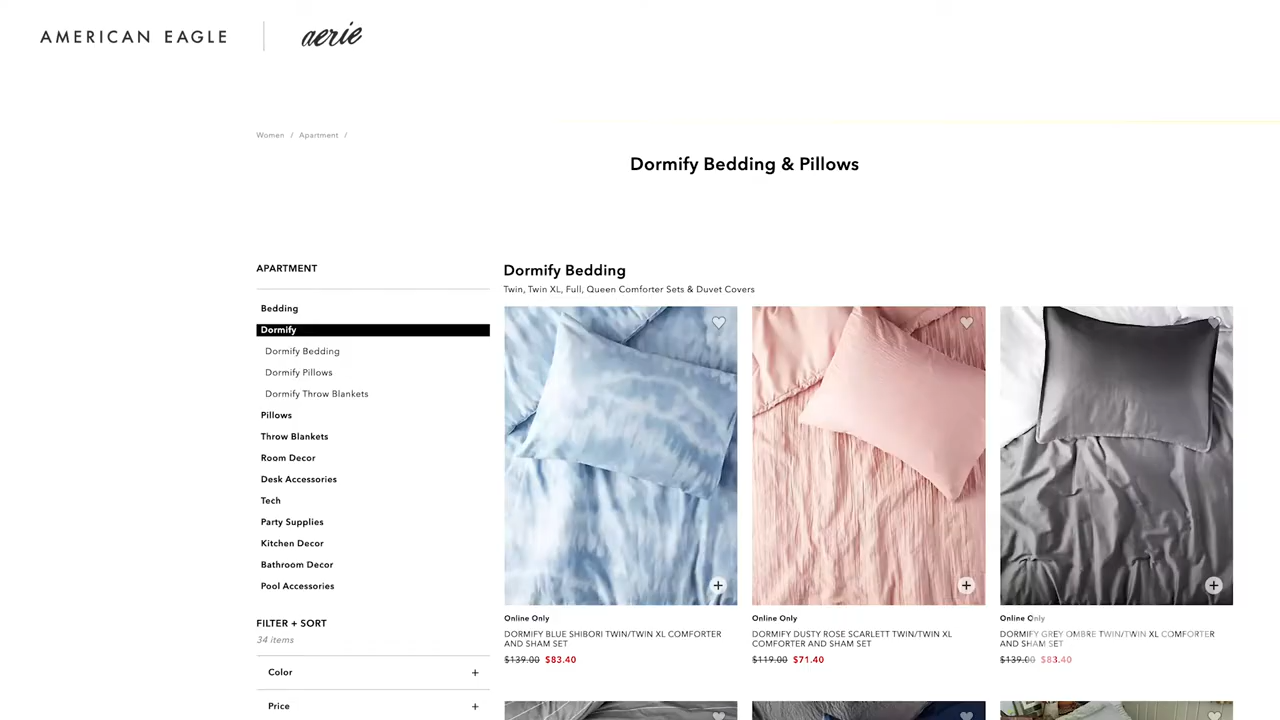 AMERICAN EAGLE
aerie
Women / Apartment /
Dormify Bedding & Pillows
APARTMENT
Bedding
Dormify
Dormify Bedding
Dormify Pillows
Dormify Throw Blankets
Pillows
Throw Blankets
Room Decor
Desk Accessories
Tech
Party Supplies
Kitchen Decor
Bathroom Decor
Pool Accessories
FILTER + SORT
34 items
Color +
Price +
Dormify Bedding
Twin, Twin XL, Full, Queen Comforter Sets & Duvet Covers
Online Only
DORMIFY BLUE SHIBORI TWIN/TWIN XL COMFORTER
AND SHAM SET
$139.00 $83.40
Online Only
DORMIFY DUSTY ROSE SCARLETT TWIN/TWIN XL
COMFORTER AND SHAM SET
$119.00 $71.40
Online Only
DORMIFY GREY OMBRE TWIN/TWIN XL COMFORTER
AND SHAM SET
$139.00 $83.40